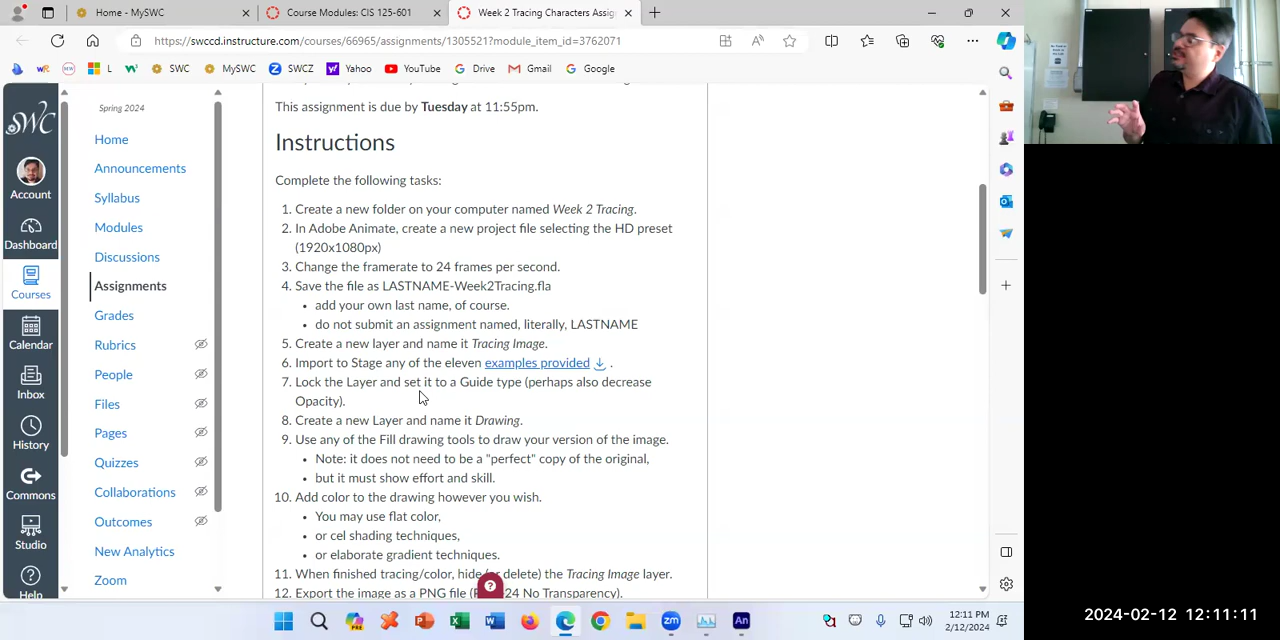 Home - MySWC
Course Modules: CIS 125-601
Week 2 Tracing Characters Assig
https://swccd.instructure.com/courses/66965/assignments/1305521?module_item_id=3762071
L
SWC
MySWC
SWCZ
Yahoo
YouTube
Drive
Gmail
Google
SWC
Account
Dashboard
Courses
Calendar
Inbox
History
Commons
Studio
Help
Spring 2024
Home
Announcements
Syllabus
Modules
Discussions
Assignments
Grades
Rubrics
People
Files
Pages
Quizzes
Collaborations
Outcomes
New Analytics
Zoom
This assignment is due by Tuesday at 11:55pm.
Instructions
Complete the following tasks:
1. Create a new folder on your computer named Week 2 Tracing.
2. In Adobe Animate, create a new project file selecting the HD preset
(1920x1080px)
3. Change the framerate to 24 frames per second.
4. Save the file as LASTNAME-Week2Tracing.fla
• add your own last name, of course.
• do not submit an assignment named, literally, LASTNAME
5. Create a new layer and name it Tracing Image.
6. Import to Stage any of the eleven examples provided .
7. Lock the Layer and set it to a Guide type (perhaps also decrease
Opacity).
8. Create a new Layer and name it Drawing.
9. Use any of the Fill drawing tools to draw your version of the image.
• Note: it does not need to be a "perfect" copy of the original,
• but it must show effort and skill.
10. Add color to the drawing however you wish.
• You may use flat color,
• or cel shading techniques,
• or elaborate gradient techniques.
11. When finished tracing/color, hide (or delete) the Tracing Image layer.
12. Export the image as a PNG file (P 24 No Transparency).
12:11 PM
2/12/2024
2024-02-12 12:11:11